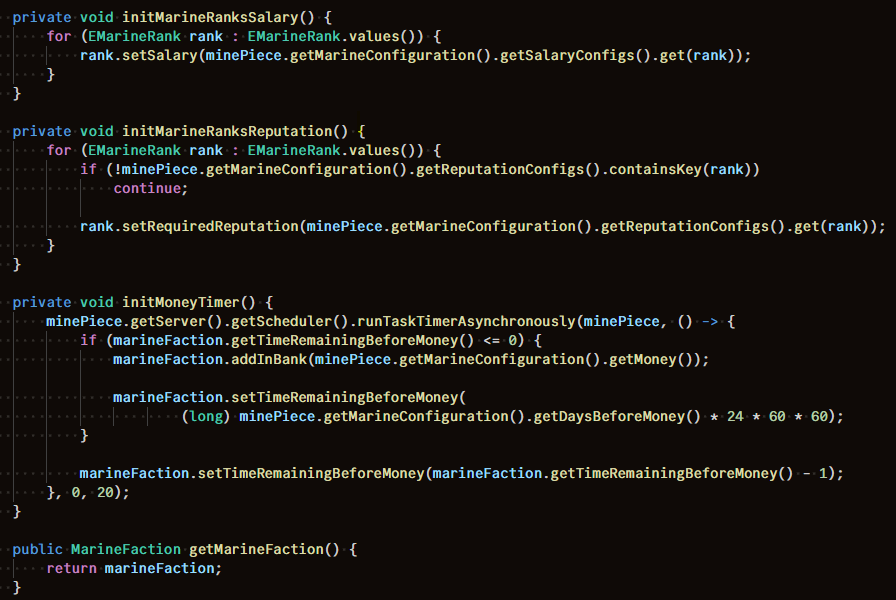 private void initMarineRanksSalary() {
    for (EMarineRank rank : EMarineRank.values()) {
        rank.setSalary(minePiece.getMarineConfiguration().getSalaryConfigs().get(rank));
    }
}

private void initMarineRanksReputation() {
    for (EMarineRank rank : EMarineRank.values()) {
        if (!minePiece.getMarineConfiguration().getReputationConfigs().containsKey(rank))
            continue;

        rank.setRequiredReputation(minePiece.getMarineConfiguration().getReputationConfigs().get(rank));
    }
}

private void initMoneyTimer() {
    minePiece.getServer().getScheduler().runTaskTimerAsynchronously(minePiece, () -> {
        if (marineFaction.getTimeRemainingBeforeMoney() <= 0) {
            marineFaction.addInBank(minePiece.getMarineConfiguration().getMoney());

            marineFaction.setTimeRemainingBeforeMoney(
                    (long) minePiece.getMarineConfiguration().getDaysBeforeMoney() * 24 * 60 * 60);
        }

        marineFaction.setTimeRemainingBeforeMoney(marineFaction.getTimeRemainingBeforeMoney() - 1);
    }, 0, 20);
}

public MarineFaction getMarineFaction() {
    return marineFaction;
}